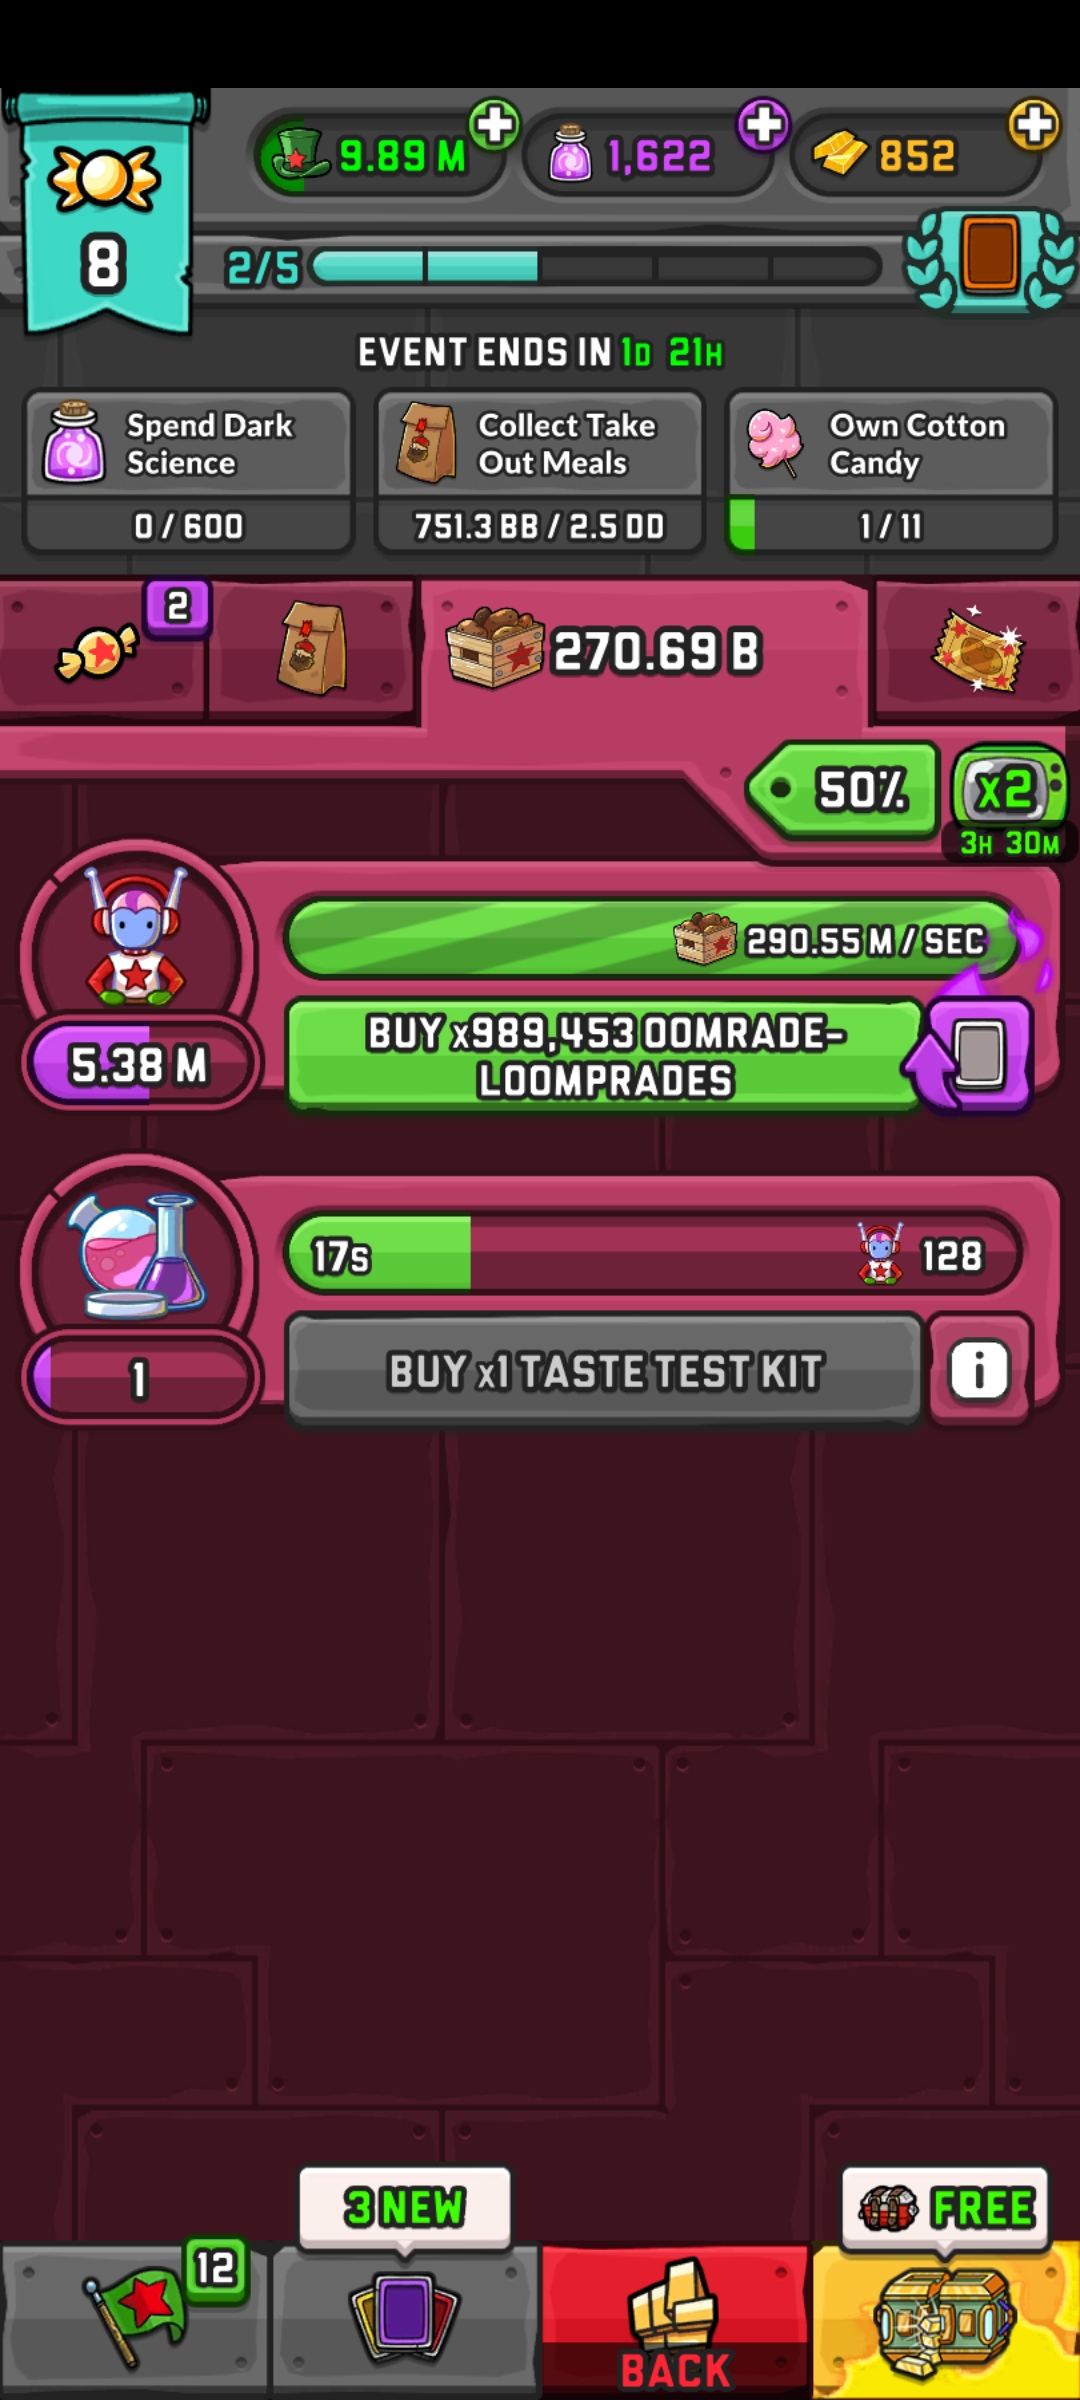 9.89 M
1,622
852
8
2/5
EVENT ENDS IN 1D 21H
Spend Dark
Science
0 / 600
Collect Take
Out Meals
751.3 BB / 2.5 DD
Own Cotton
Candy
1 / 11
2
270.69 B
50%
x2
3H 30M
290.55 M / SEC
5.38 M
BUY x989,453 OOMRADE-
LOOMPRADES
17s
128
1
BUY x1 TASTE TEST KIT
i
3 NEW
FREE
12
BACK